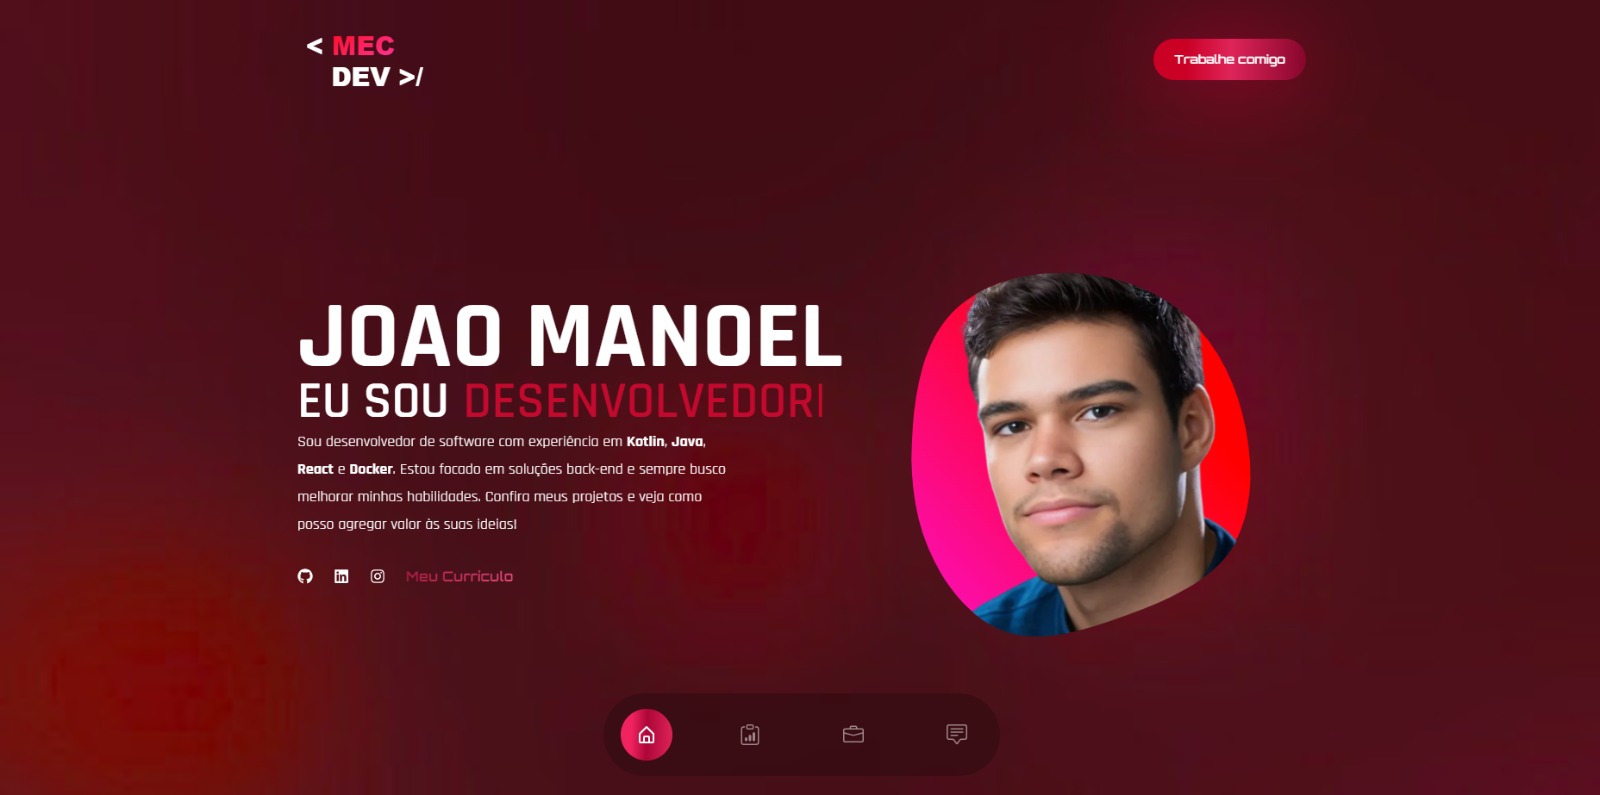 < MEC
DEV >/
Trabalhe comigo
JOAO MANOEL
EU SOU DESENVOLVEDOR|
Sou desenvolvedor de software com experiência em Kotlin, Java,
React e Docker. Estou focado em soluções back-end e sempre busco
melhorar minhas habilidades. Confira meus projetos e veja como
posso agregar valor às suas ideias!
Meu Curriculo